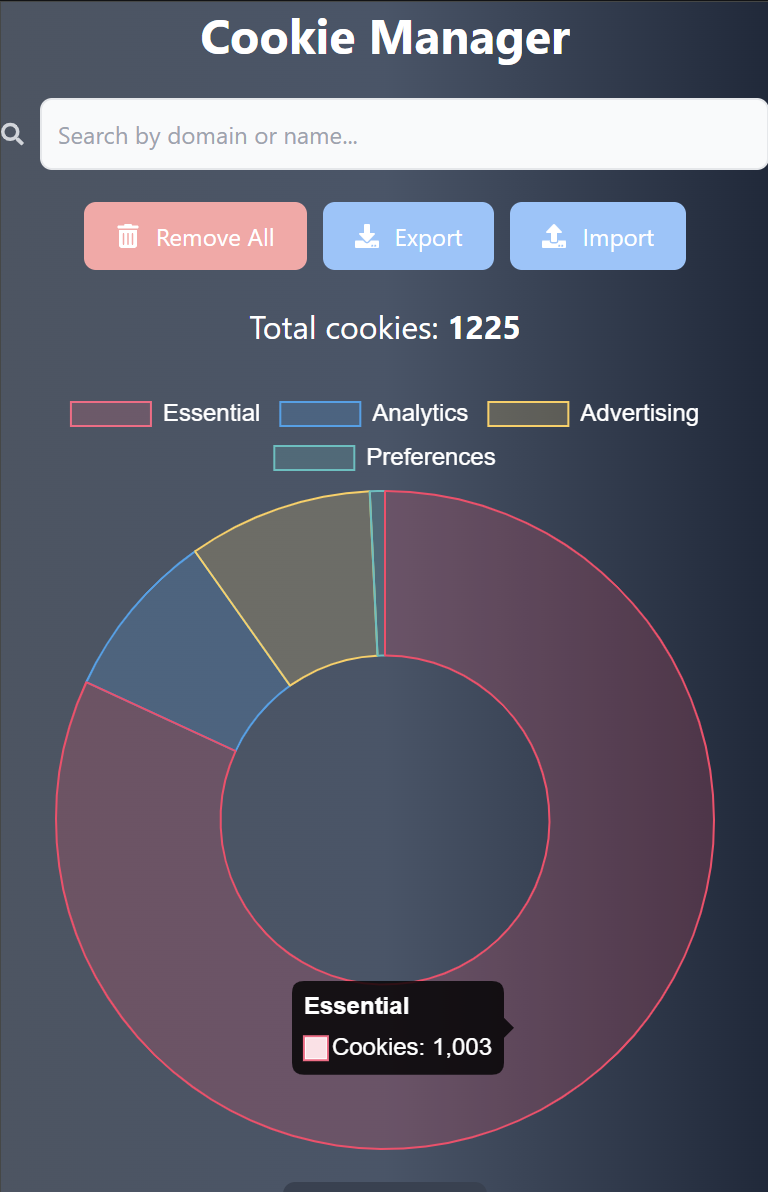 Cookie Manager
Search by domain or name...
Remove All Export Import
Total cookies: 1225
Essential Analytics Advertising
Preferences
Essential
Cookies: 1,003